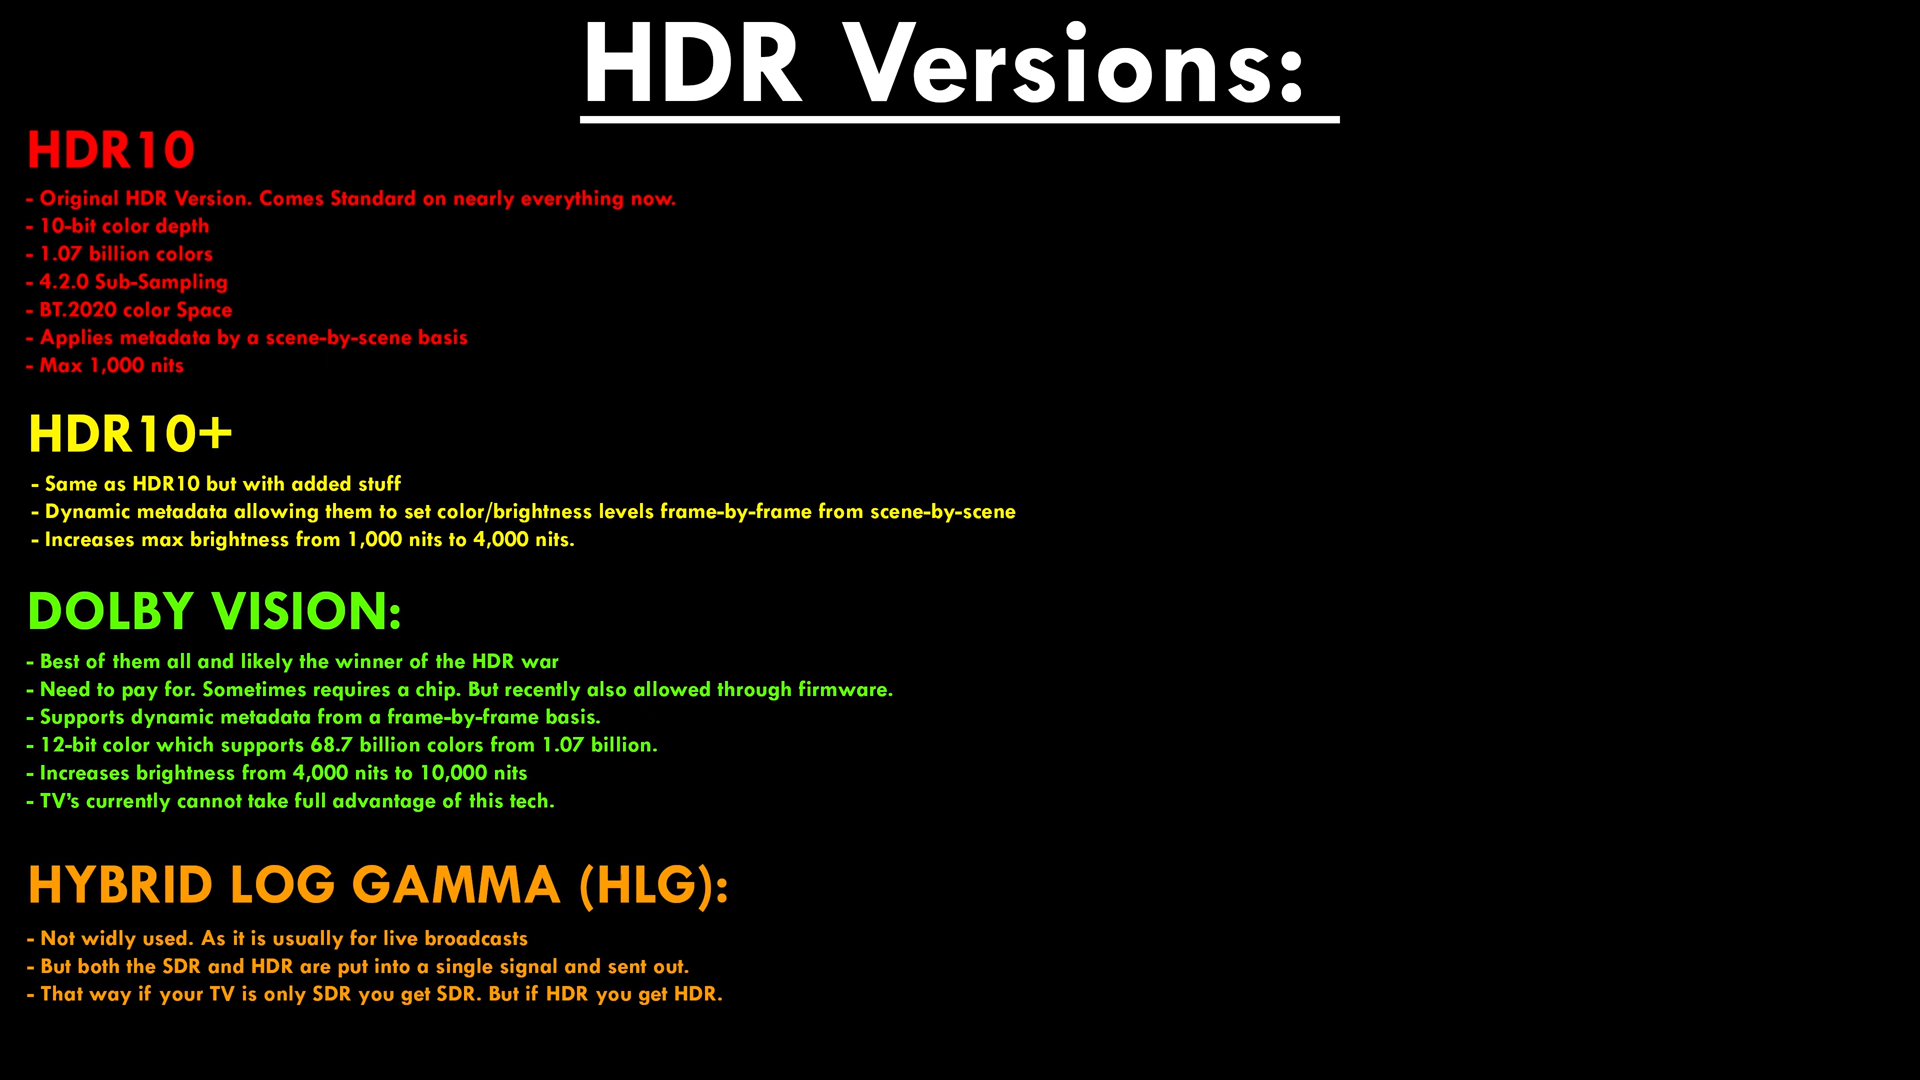 HDR Versions:
HDR10
- Original HDR Version. Comes Standard on nearly everything now.
- 10-bit color depth
- 1.07 billion colors
- 4.2.0 Sub-Sampling
- BT.2020 color Space
- Applies metadata by a scene-by-scene basis
- Max 1,000 nits
HDR10+
- Same as HDR10 but with added stuff
- Dynamic metadata allowing them to set color/brightness levels frame-by-frame from scene-by-scene
- Increases max brightness from 1,000 nits to 4,000 nits.
DOLBY VISION:
- Best of them all and likely the winner of the HDR war
- Need to pay for. Sometimes requires a chip. But recently also allowed through firmware.
- Supports dynamic metadata from a frame-by-frame basis.
- 12-bit color which supports 68.7 billion colors from 1.07 billion.
- Increases brightness from 4,000 nits to 10,000 nits
- TV’s currently cannot take full advantage of this tech.
HYBRID LOG GAMMA (HLG):
- Not widly used. As it is usually for live broadcasts
- But both the SDR and HDR are put into a single signal and sent out.
- That way if your TV is only SDR you get SDR. But if HDR you get HDR.